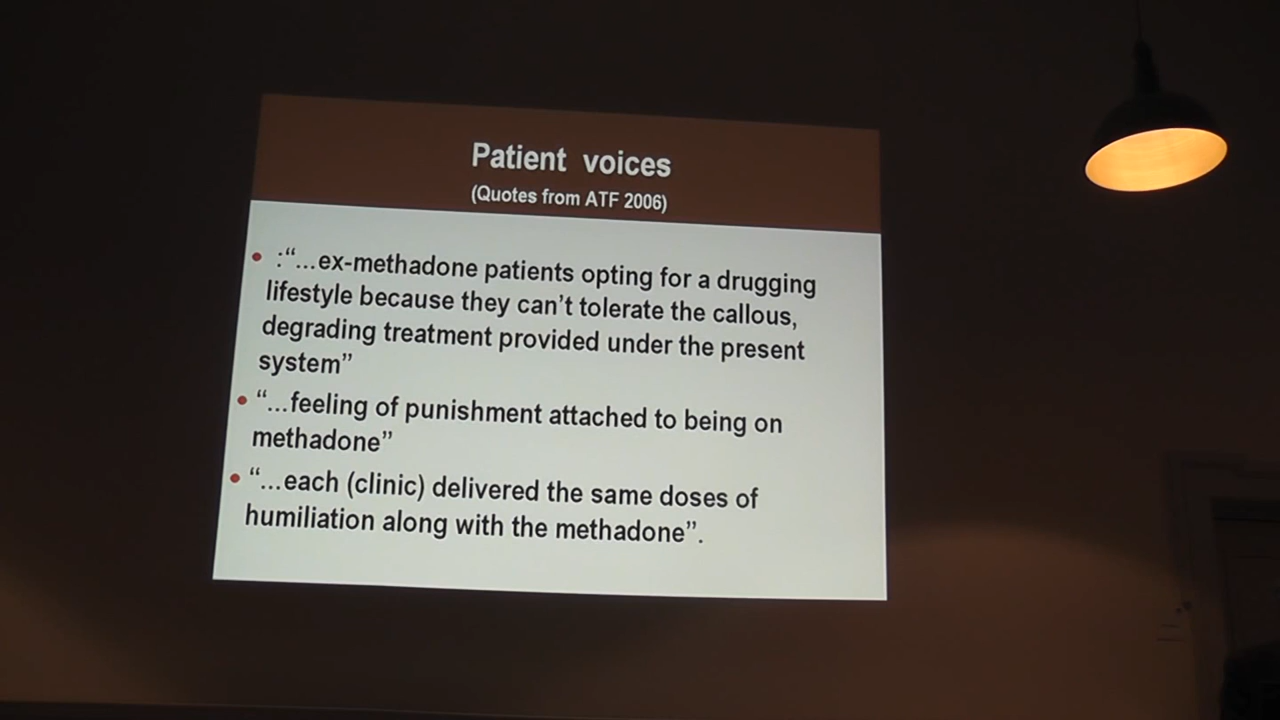 Patient voices
(Quotes from ATF 2006)
• :“...ex-methadone patients opting for a drugging
lifestyle because they can’t tolerate the callous,
degrading treatment provided under the present
system”
• “...feeling of punishment attached to being on
methadone”
• “...each (clinic) delivered the same doses of
humiliation along with the methadone”.